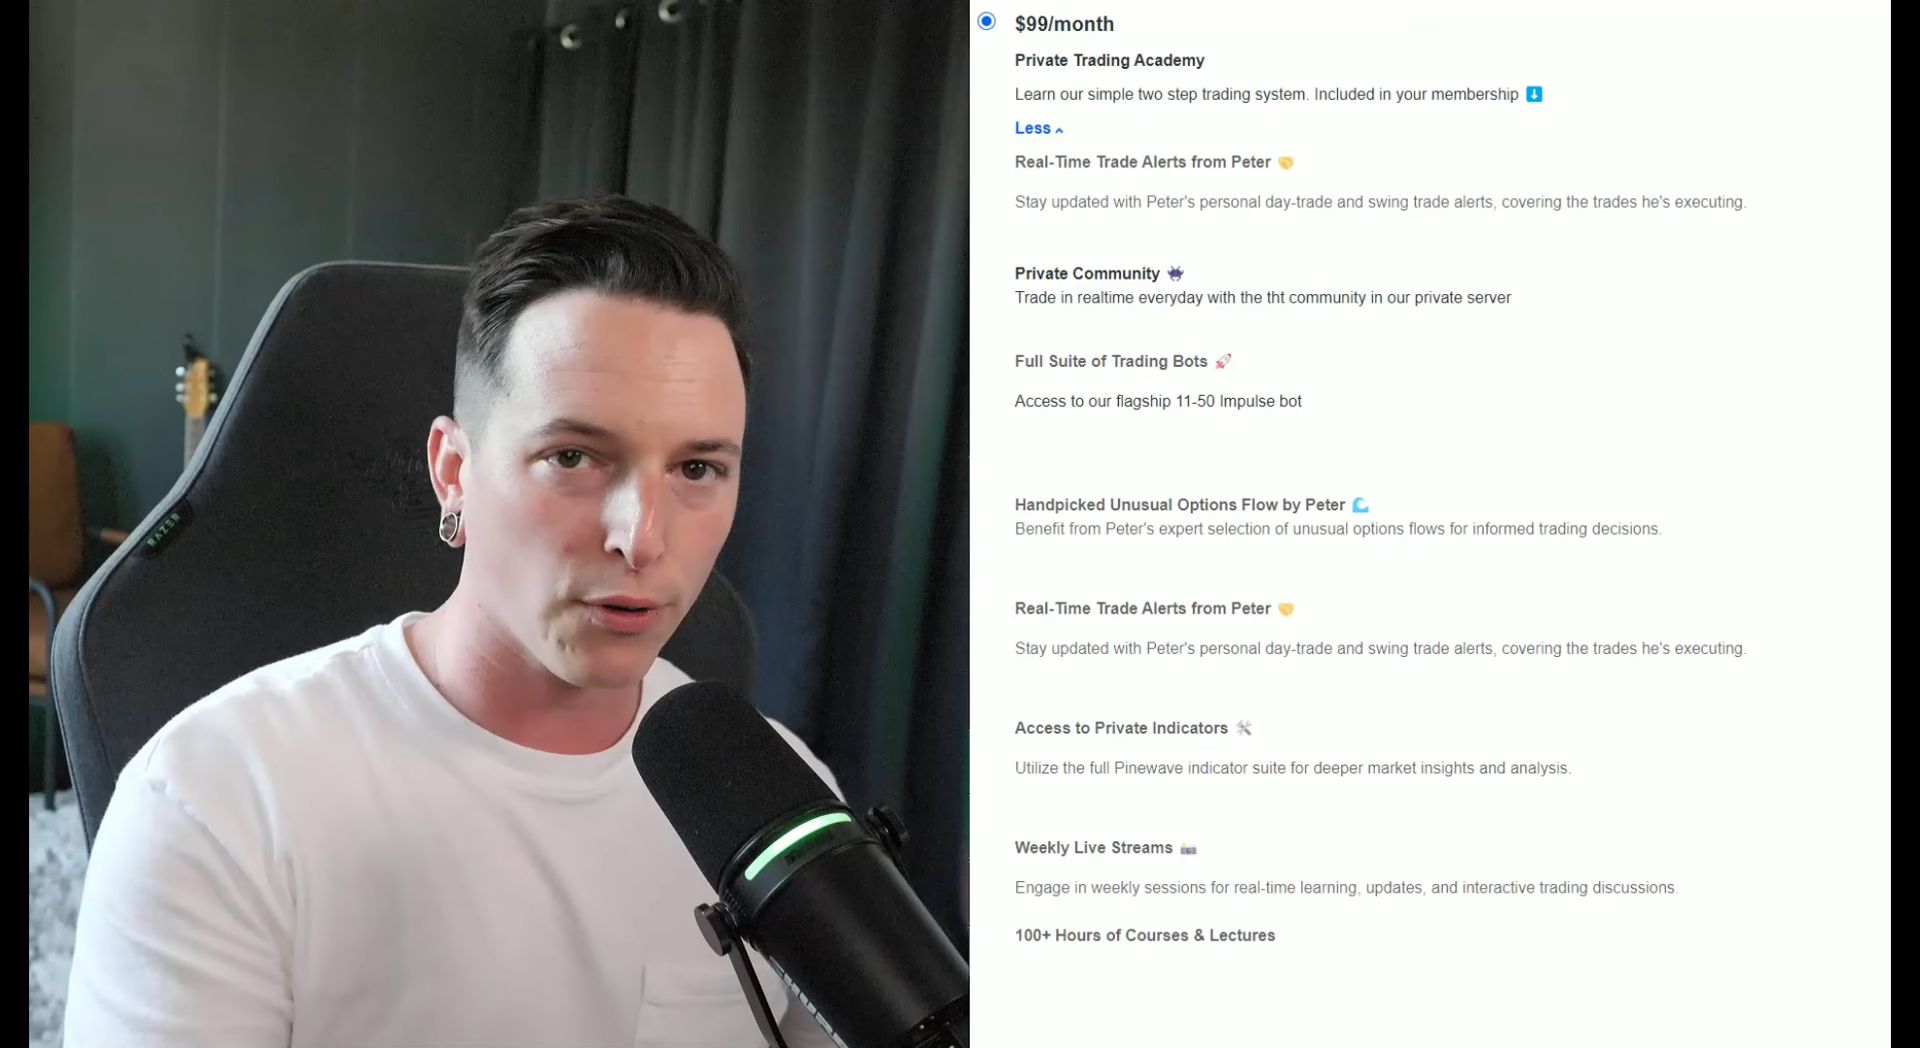 $99/month
Private Trading Academy
Learn our simple two step trading system. Included in your membership ⬇️
Less
Real-Time Trade Alerts from Peter 🤝
Stay updated with Peter's personal day-trade and swing trade alerts, covering the trades he's executing.
Private Community 👾
Trade in realtime everyday with the tht community in our private server
Full Suite of Trading Bots 🚀
Access to our flagship 11-50 Impulse bot
Handpicked Unusual Options Flow by Peter 🌊
Benefit from Peter's expert selection of unusual options flows for informed trading decisions.
Real-Time Trade Alerts from Peter 🤝
Stay updated with Peter's personal day-trade and swing trade alerts, covering the trades he's executing.
Access to Private Indicators 🛠️
Utilize the full Pinewave indicator suite for deeper market insights and analysis.
Weekly Live Streams 📹
Engage in weekly sessions for real-time learning, updates, and interactive trading discussions.
100+ Hours of Courses & Lectures
RAZER